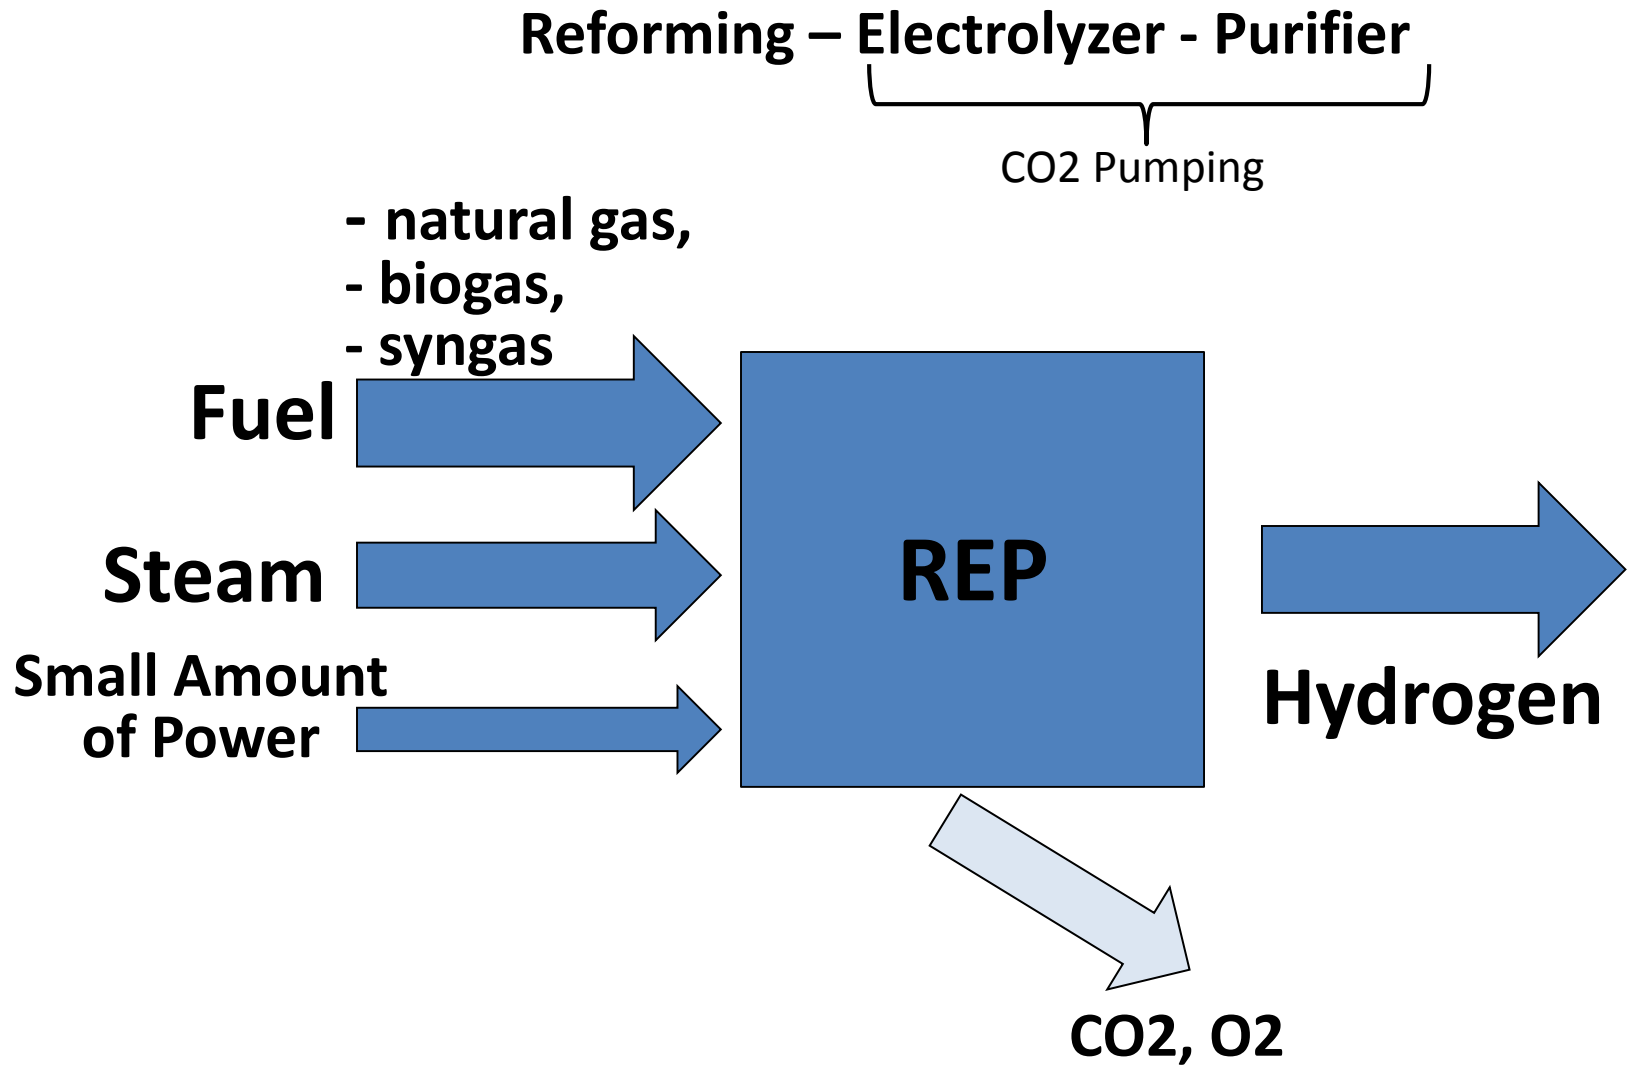 Reforming – Electrolyzer - Purifier
CO2 Pumping
- natural gas,
- biogas,
- syngas
Fuel
Steam
Small Amount
of Power
REP
Hydrogen
CO2, O2